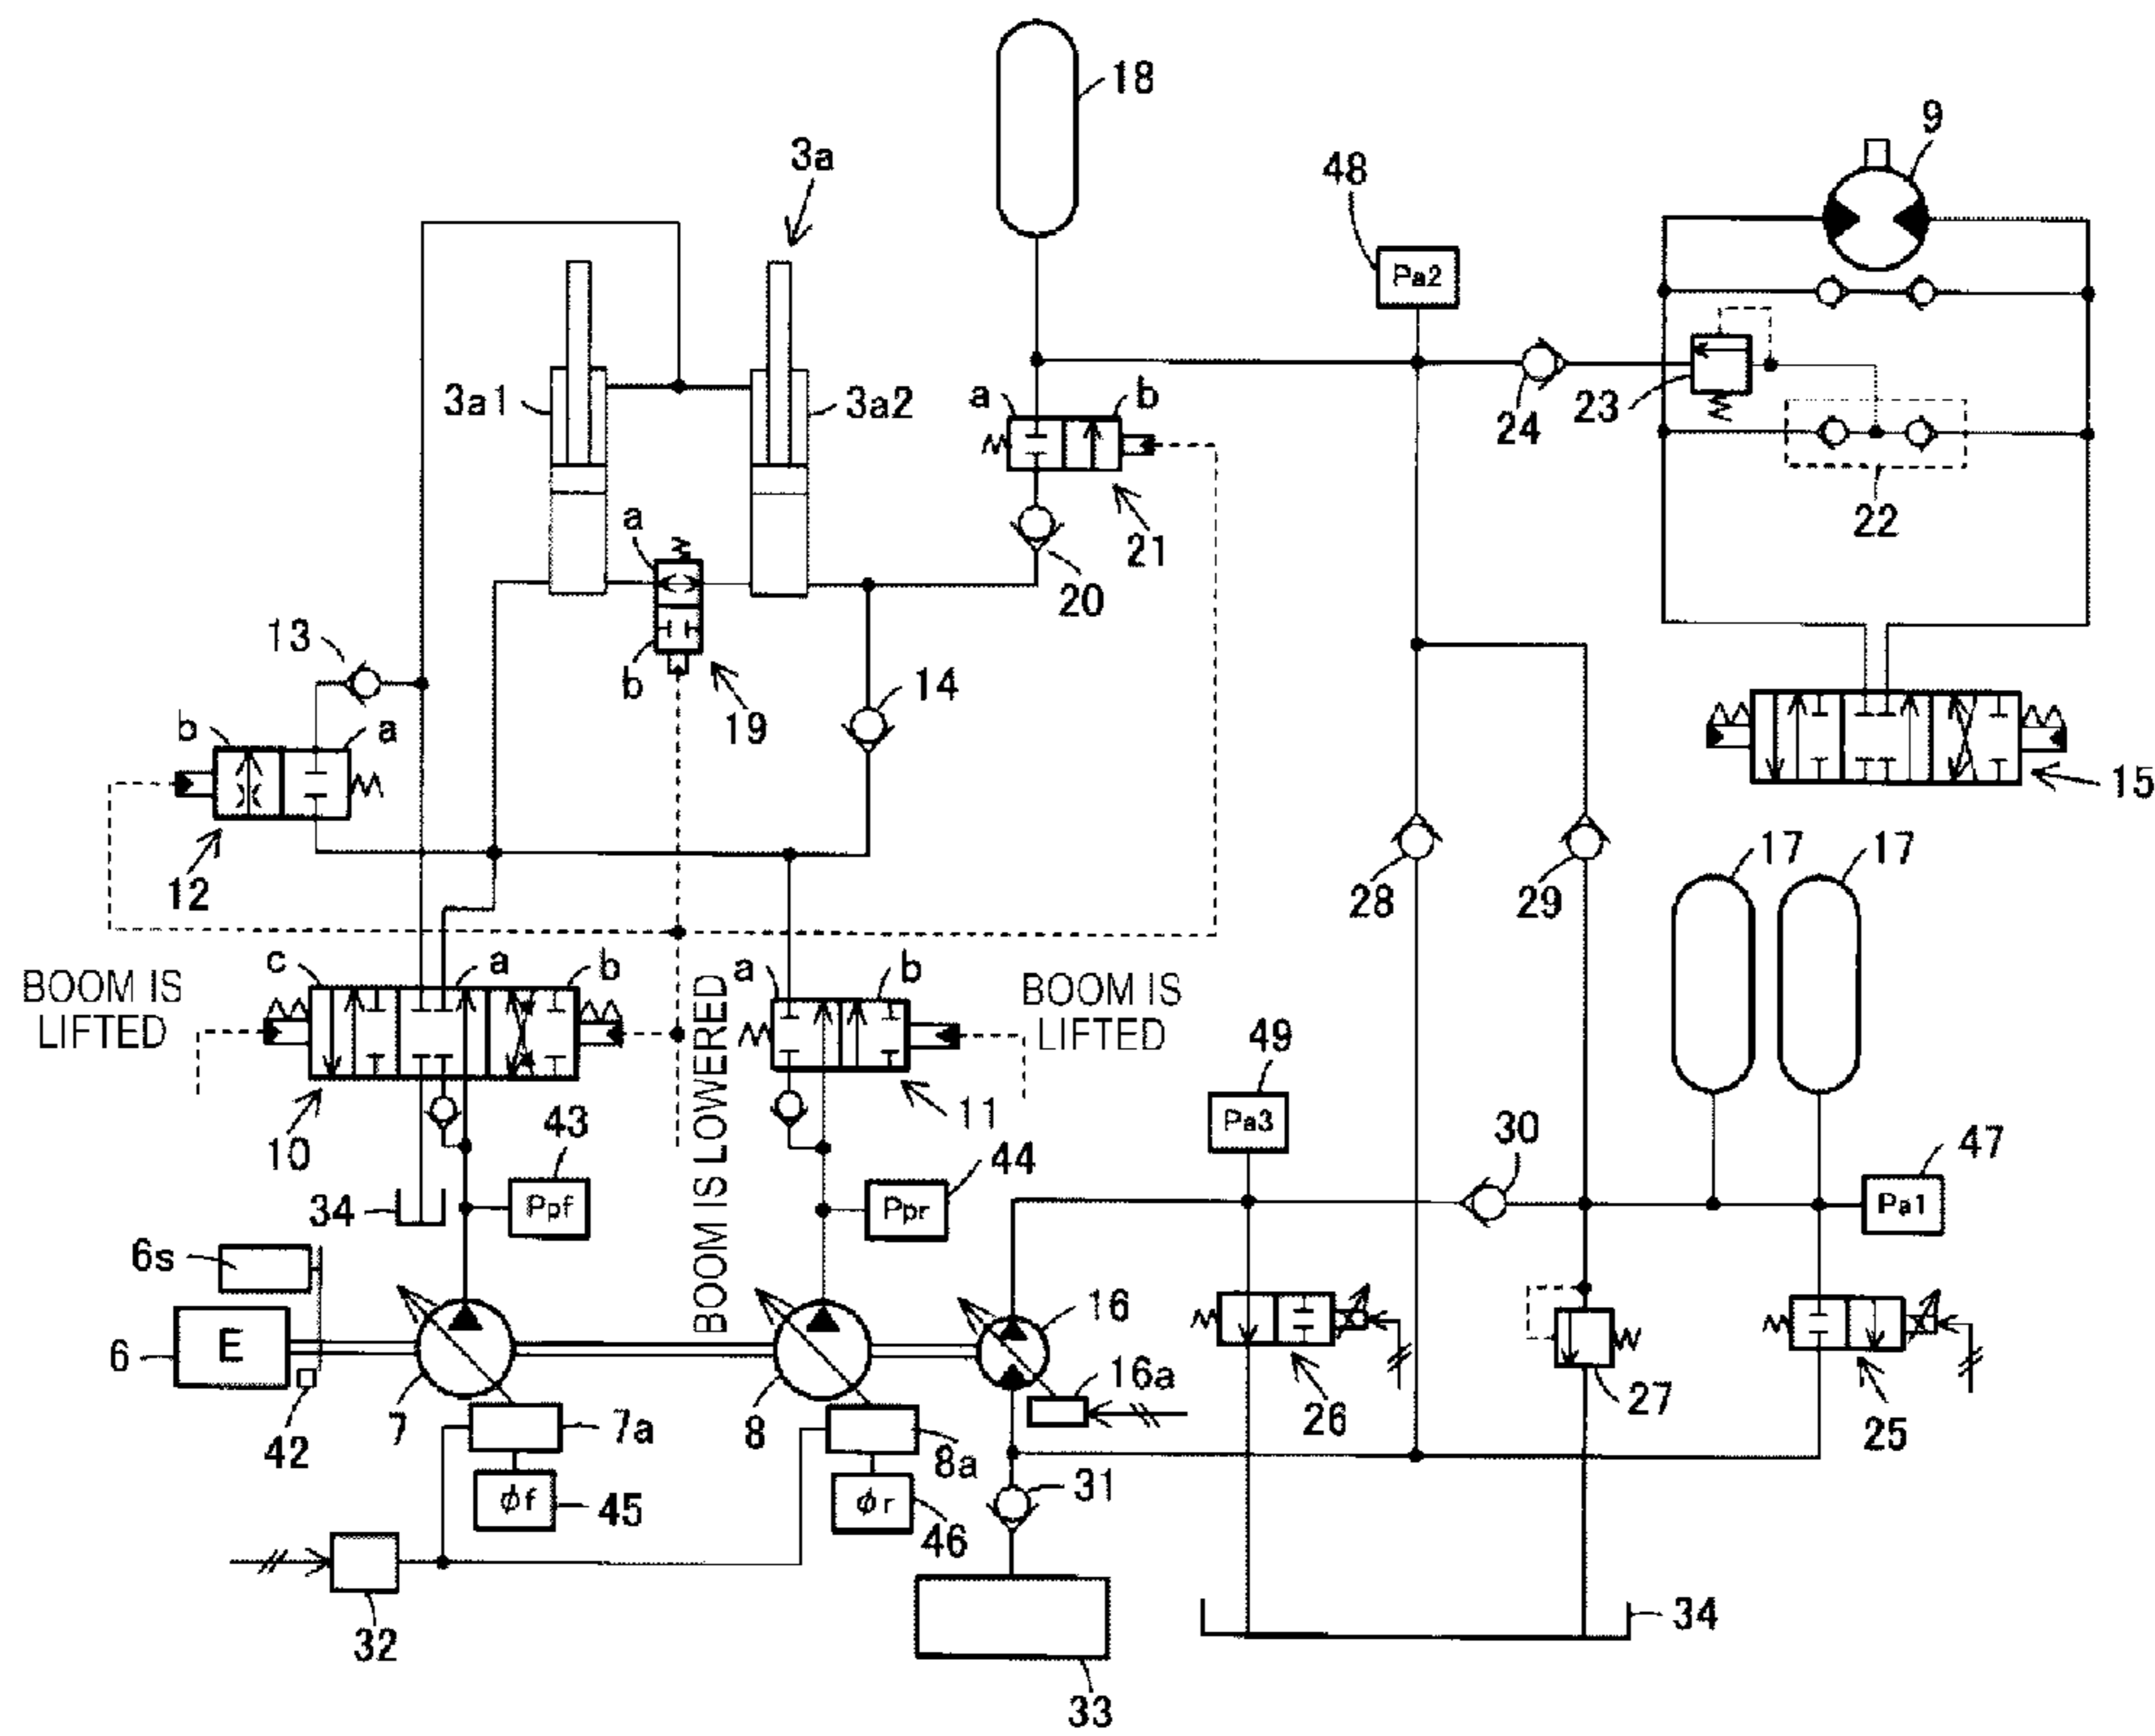 18
9
3a
48
Pa2
3a1
3a2
a
b
24
23
a
22
21
20
13
b
19
14
b
a
15
12
17
17
28
29
c
a
b
a
b
BOOM IS
LIFTED
BOOM IS LOWERED
BOOM IS
LIFTED
49
10
43
11
Pa3
30
47
44
34
Ppf
Ppr
Pa1
6s
16
6
E
7
7a
8
8a
16a
26
27
25
42
φf
45
φr
46
31
32
34
33